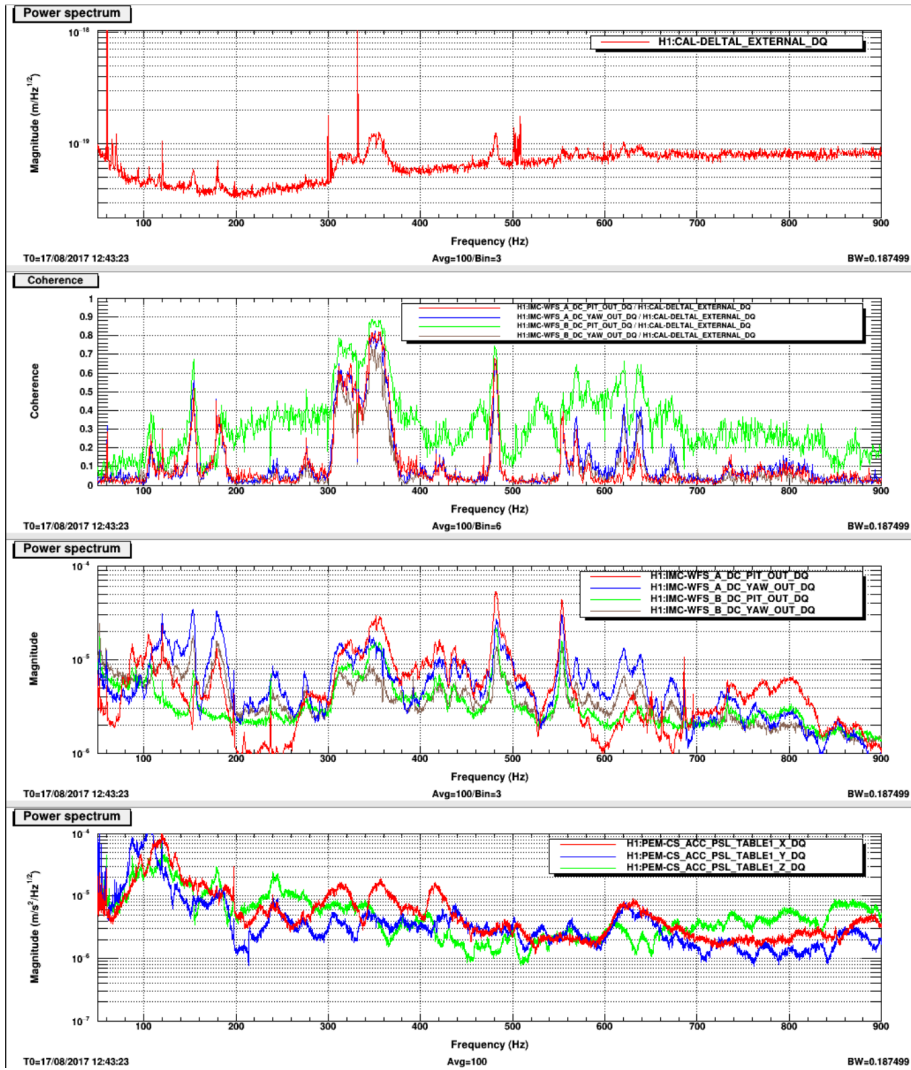 Power spectrum
10⁻¹⁸
H1:CAL-DELTAL_EXTERNAL_DQ
Magnitude (m/Hz^1/2)
10⁻¹⁹
100 200 300 400 500 600 700 800 900
Frequency (Hz)
T0=17/08/2017 12:43:23 Avg=100/Bin=3 BW=0.187499
Coherence
1
0.9
0.8
0.7
0.6
0.5
0.4
0.3
0.2
0.1
0
H1:IMC-WFS_A_DC_PIT_OUT_DQ / H1:CAL-DELTAL_EXTERNAL_DQ
H1:IMC-WFS_A_DC_YAW_OUT_DQ / H1:CAL-DELTAL_EXTERNAL_DQ
H1:IMC-WFS_B_DC_PIT_OUT_DQ / H1:CAL-DELTAL_EXTERNAL_DQ
H1:IMC-WFS_B_DC_YAW_OUT_DQ / H1:CAL-DELTAL_EXTERNAL_DQ
Coherence
100 200 300 400 500 600 700 800 900
Frequency (Hz)
T0=17/08/2017 12:43:23 Avg=100/Bin=6 BW=0.187499
Power spectrum
10⁻⁴
H1:IMC-WFS_A_DC_PIT_OUT_DQ
H1:IMC-WFS_A_DC_YAW_OUT_DQ
H1:IMC-WFS_B_DC_PIT_OUT_DQ
H1:IMC-WFS_B_DC_YAW_OUT_DQ
Magnitude
10⁻⁵
10⁻⁶
100 200 300 400 500 600 700 800 900
Frequency (Hz)
T0=17/08/2017 12:43:23 Avg=100/Bin=3 BW=0.187499
Power spectrum
10⁻⁴
H1:PEM-CS_ACC_PSL_TABLE1_X_DQ
H1:PEM-CS_ACC_PSL_TABLE1_Y_DQ
H1:PEM-CS_ACC_PSL_TABLE1_Z_DQ
Magnitude (m/s²/Hz^1/2)
10⁻⁵
10⁻⁶
10⁻⁷
100 200 300 400 500 600 700 800 900
Frequency (Hz)
T0=17/08/2017 12:43:23 Avg=100 BW=0.187499